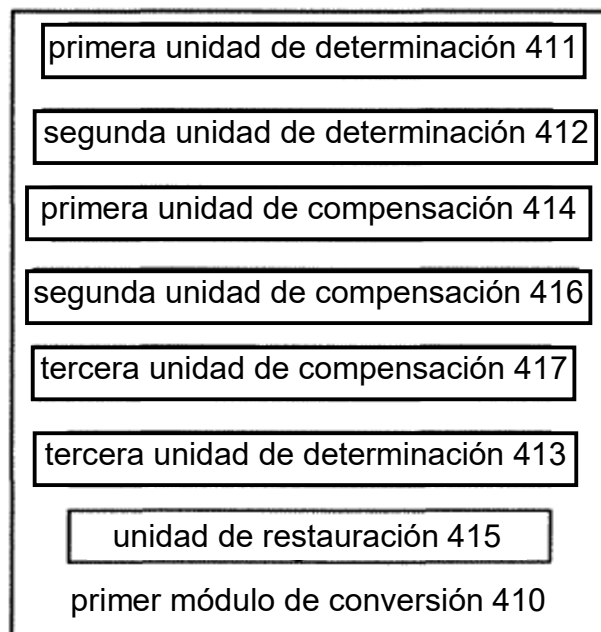 primera unidad de determinación 411
segunda unidad de determinación 412
primera unidad de compensación 414
segunda unidad de compensación 416
tercera unidad de compensación 417
tercera unidad de determinación 413
unidad de restauración 415
primer módulo de conversión 410